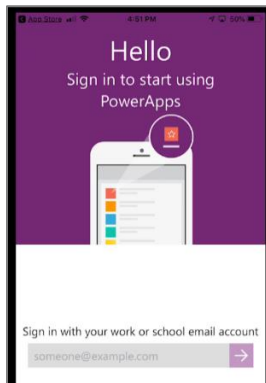 App Store 4:51 PM 50%
Hello
Sign in to start using
PowerApps
Sign in with your work or school email account
someone@example.com